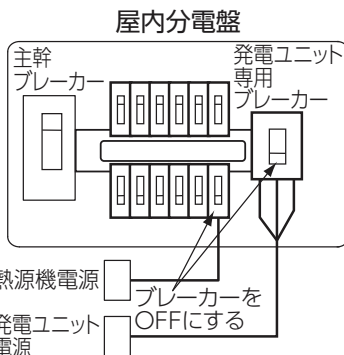 屋内分電盤
主幹
ブレーカー
発電ユニット
専用
ブレーカー
熱源機電源
ブレーカーを
OFFにする
発電ユニット
電源